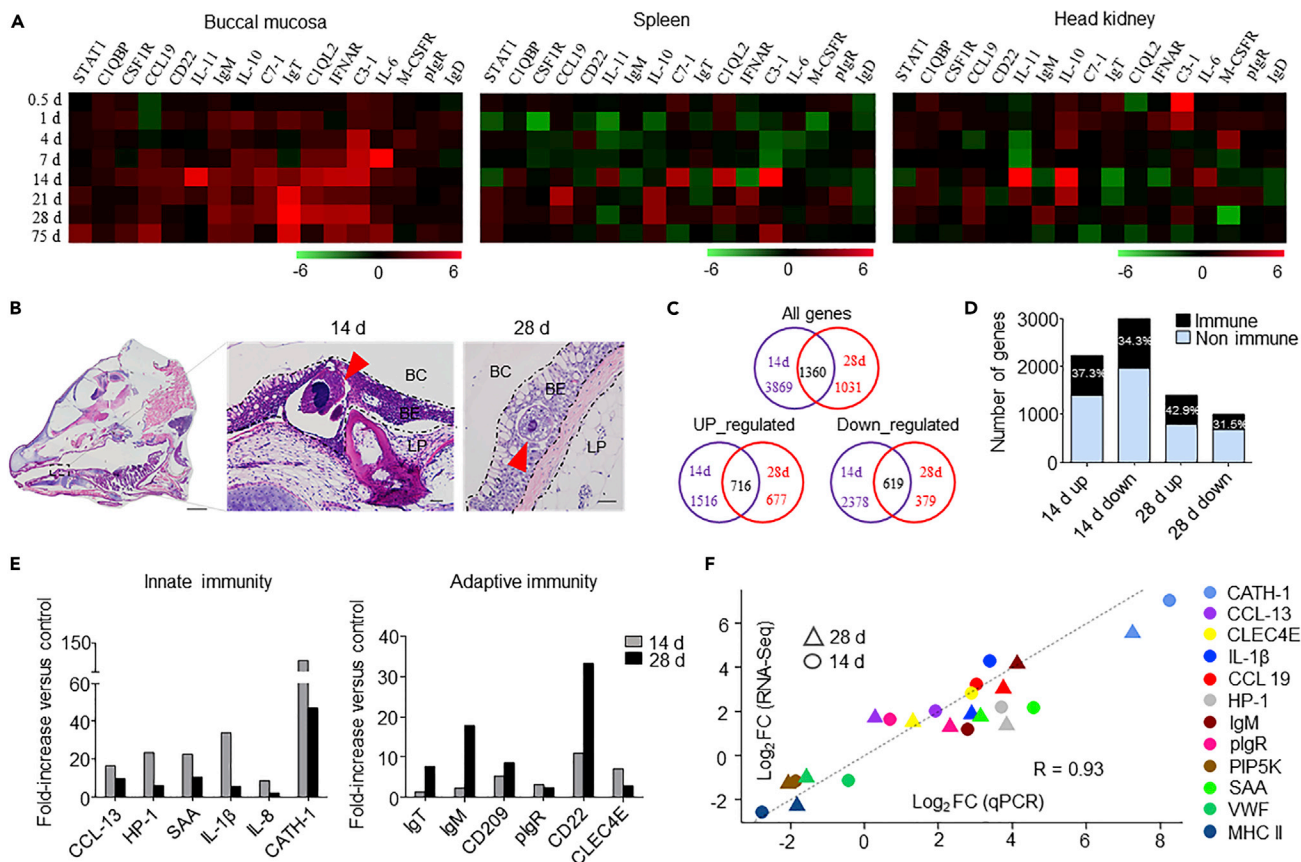 A
Buccal mucosa
Spleen
Head kidney
STAT1 C1QBP CSF1R CCL19 CD22 IL-11 IgM IL-10 C7-1 IgT C1QL2 IFNAR C3-1 IL-6 M-CSFR pIgR IgD
STAT1 C1QBP CSF1R CCL19 CD22 IL-11 IgM IL-10 C7-1 IgT C1QL2 IFNAR C3-1 IL-6 M-CSFR pIgR IgD
STAT1 C1QBP CSF1R CCL19 CD22 IL-11 IgM IL-10 C7-1 IgT C1QL2 IFNAR C3-1 IL-6 M-CSFR pIgR IgD
0.5 d
1 d
4 d
7 d
14 d
21 d
28 d
75 d
-6 0 6
-6 0 6
-6 0 6
B
14 d
28 d
BC
BE
LP
BC
BE
LP
C
All genes
14d 28d
3869 1360 1031
UP_regulated
14d 28d
1516 716 677
Down_regulated
14d 28d
2378 619 379
D
Number of genes
3000
2000
1000
0
Immune
Non immune
37.3%
34.3%
42.9%
31.5%
14 d up
14 d down
28 d up
28 d down
E
Innate immunity
Fold-increase versus control
150
60
40
20
0
CCL-13
HP-1
SAA
IL-1β
IL-8
CATH-1
Adaptive immunity
Fold-increase versus control
40
30
20
10
0
14 d
28 d
IgT
IgM
CD209
pIgR
CD22
CLEC4E
F
Log2 FC (RNA-Seq)
6
4
2
0
-2
28 d
14 d
R = 0.93
Log2 FC (qPCR)
-2 0 2 4 6 8
CATH-1
CCL-13
CLEC4E
IL-1β
CCL 19
HP-1
IgM
pIgR
PIP5K
SAA
VWF
MHC II